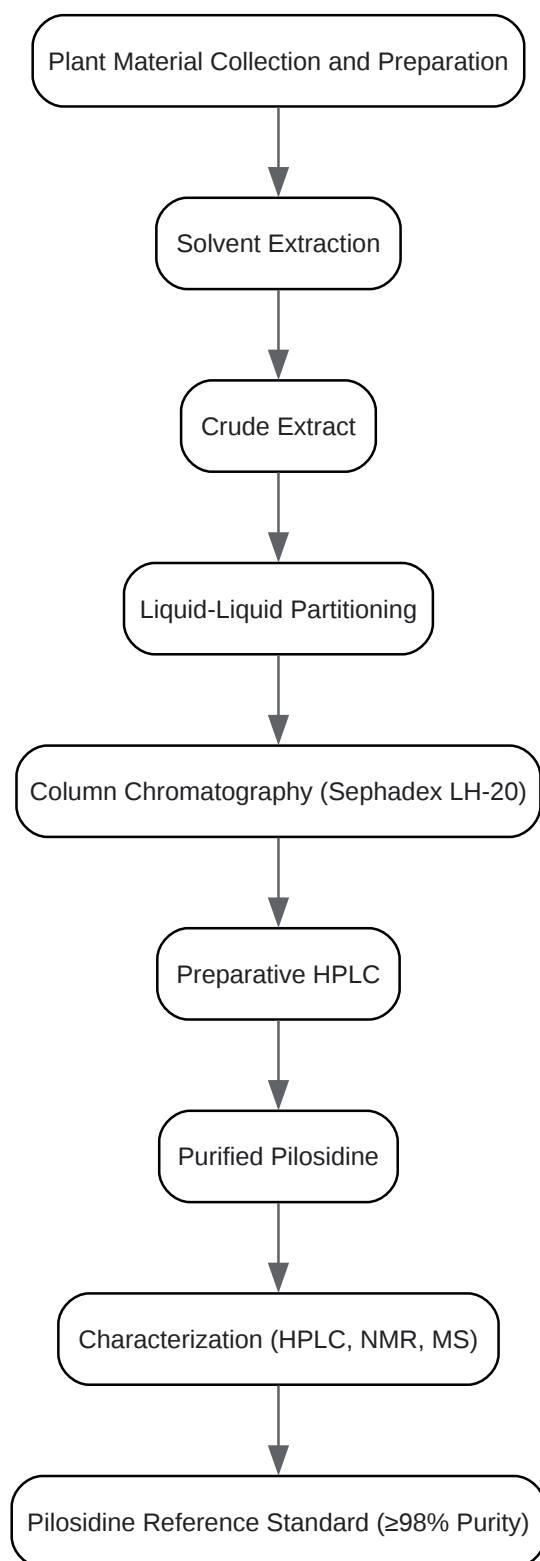 Plant Material Collection and Preparation
Solvent Extraction
Crude Extract
Liquid-Liquid Partitioning
Column Chromatography (Sephadex LH-20)
Preparative HPLC
Purified Pilosidine
Characterization (HPLC, NMR, MS)
Pilosidine Reference Standard (≥98% Purity)